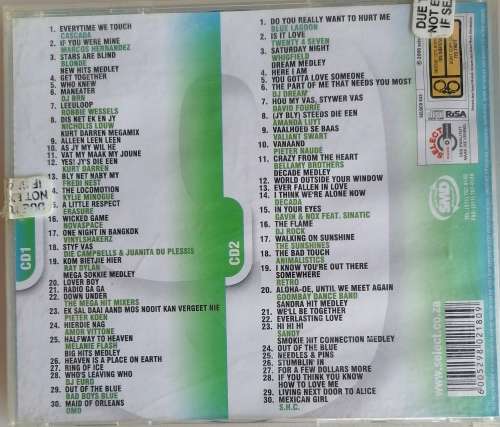 1. EVERYTIME WE TOUCH
CASCADA
2. IF YOU WERE MINE
MARCOS HERNANDEZ
3. STARS ARE BLIND
BLONDE
NEW HITS MEDLEY
4. GET TOGETHER
5. WHO KNEW
6. MANEATER
DJ BRN
7. LEEGLOOP
ROBBIE WESSELS
8. DIS NET EK EN JY
NICHOLIS LOUW
KURT DARREN MEGAMIX
9. ALLEEN LEEN LEEN
10. AS JY MY WIL HE
11. VAT MY MAAK MY JOUNE
12. WES! JY'S DIE EEN
KURT DARREN
13. BLY NET NABY MY
FREDI NEST
14. THE LOCOMOTION
KYLIE MINOGUE
15. A LITTLE RESPECT
ERASURE
16. WICKED GAME
NOVASPACE
17. ONE NIGHT IN BANGKOK
VINYLSHAKERZ
18. STYF VAS
DIE CAMPBELLS & JUANITA DU PLESSIS
19. KOM BIETJIE HIER
RAY DYLAN
MEGA SOKKIE MEDLEY
20. LOVER BOY
21. RADIO GA GA
22. DOWN UNDER
THE MEGA HIT MIXERS
23. EK SAL DAAI AAND MOS NOOIT KAN VERGEET NIE
PIETER KOEN
24. HIERDIE NAG
AMOR VITTONE
25. HALFWAY TO HEAVEN
MELANIE FLASH
BIG HITS MEDLEY
26. HEAVEN IS A PLACE ON EARTH
27. RING OF ICE
28. WHO'S LEAVING WHO
DJ EURO
29. OUT OF THE BLUE
BAD BOYS BLUE
30. MAID OF ORLEANS
OMD
CD1
1. DO YOU REALLY WANT TO HURT ME
BLUE LAGOON
2. IS IT LOVE
TWENTY 4 SEVEN
3. SATURDAY NIGHT
WHIGFIELD
DREAM MEDLEY
4. HERE I AM
5. YOU GOTTA LOVE SOMEONE
6. THE PART OF ME THAT NEEDS YOU MOST
DJ DREAM
7. HOU MY VAS, STYWER VAS
DAVID FOURIE
8. (JY BLY) STEEDS DIE EEN
AMANDA LUYT
9. VAALHOED SE BAAS
VALIANT SWART
10. VANAAND
PIETER NAUDE
11. CRAZY FROM THE HEART
BELLAMY BROTHERS
DECADE MEDLEY
12. WORLD OUTSIDE YOUR WINDOW
13. EVER FALLEN IN LOVE
14. I THINK WE'RE ALONE NOW
DECADA
15. IN YOUR EYES
GAVIN & NOX FEAT. SINATIC
16. THE FLAME
DJ ROCK
17. WALKING ON SUNSHINE
THE SUNSHINES
18. THE BAD TOUCH
ANIMALISTICS
19. I KNOW YOU'RE OUT THERE
SOMEWHERE
RETRO
20. ALOHA-OE, UNTIL WE MEET AGAIN
GOOMBAY DANCE BAND
SANDRA HIT MEDLEY
21. WE'LL BE TOGETHER
22. EVERLASTING LOVE
23. HI HI HI
SANDY
SMOKIE HIT CONNECTION MEDLEY
24. OUT OF THE BLUE
25. NEEDLES & PINS
26. STUMBLIN' IN
27. FOR A FEW DOLLARS MORE
28. IF YOU THINK YOU KNOW
HOW TO LOVE ME
29. LIVING NEXT DOOR TO ALICE
30. MEXICAN GIRL
S.H.C.
CD2
DUE T
NOT E
IF SE
RiSA
SELECT
SMD
www.select.co.za
6005298021809